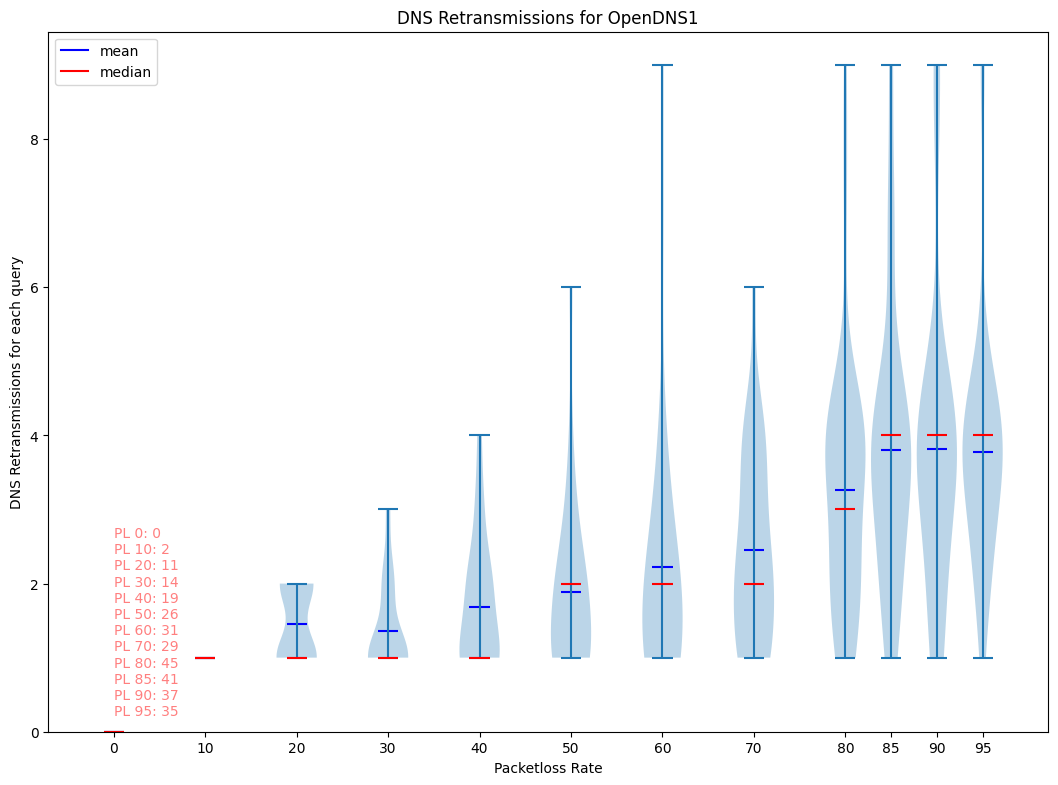 DNS Retransmissions for OpenDNS1
mean
median
DNS Retransmissions for each query
8
6
4
2
0
PL 0: 0
PL 10: 2
PL 20: 11
PL 30: 14
PL 40: 19
PL 50: 26
PL 60: 31
PL 70: 29
PL 80: 45
PL 85: 41
PL 90: 37
PL 95: 35
0 10 20 30 40 50 60 70 80 85 90 95
Packetloss Rate